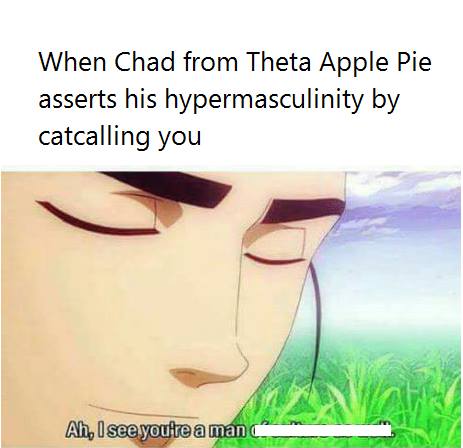 When Chad from Theta Apple Pie
asserts his hypermasculinity by
catcalling you
Ah, I see you're a man